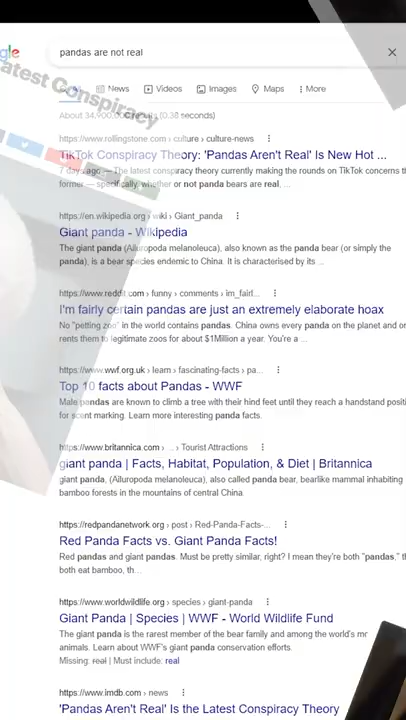 gle
pandas are not real
atest Conspiracy
News Videos Images Maps More
About 34,900,000 results (0.38 seconds)
https://www.rollingstone.com › culture › culture-news
TikTok Conspiracy Theory: 'Pandas Aren't Real' Is New Hot ...
7 days ago — The latest conspiracy theory currently making the rounds on TikTok concerns t
former — specifically, whether or not panda bears are real, ...
https://en.wikipedia.org › wiki › Giant_panda
Giant panda - Wikipedia
The giant panda (Ailuropoda melanoleuca), also known as the panda bear (or simply the
panda), is a bear species endemic to China. It is characterised by its ...
https://www.reddit.com › funny › comments › im_fairl...
I'm fairly certain pandas are just an extremely elaborate hoax
No "petting zoo" in the world contains pandas. China owns every panda on the planet and on
rents them to legitimate zoos for about $1Million a year. You're a ...
https://www.wwf.org.uk › learn › fascinating-facts › pa...
Top 10 facts about Pandas - WWF
Male pandas are known to climb a tree with their hind feet until they reach a handstand positi
for scent marking. Learn more interesting panda facts.
https://www.britannica.com › ... › Tourist Attractions
giant panda | Facts, Habitat, Population, & Diet | Britannica
giant panda, (Ailuropoda melanoleuca), also called panda bear, bearlike mammal inhabiting
bamboo forests in the mountains of central China.
https://redpandanetwork.org › post › Red-Panda-Facts-...
Red Panda Facts vs. Giant Panda Facts!
Red pandas and giant pandas. Must be pretty similar, right? I mean they're both "pandas," t
both eat bamboo, th...
https://www.worldwildlife.org › species › giant-panda
Giant Panda | Species | WWF - World Wildlife Fund
The giant panda is the rarest member of the bear family and among the world's mo
animals. Learn about WWF's giant panda conservation efforts.
Missing: real | Must include: real
https://www.imdb.com › news
'Pandas Aren't Real' Is the Latest Conspiracy Theory